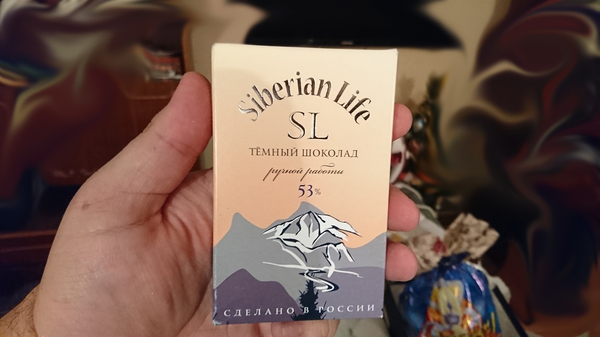 Siberian Life
SL
ТЁМНЫЙ ШОКОЛАД
ручной работы
53%
СДЕЛАНО В РОССИИ